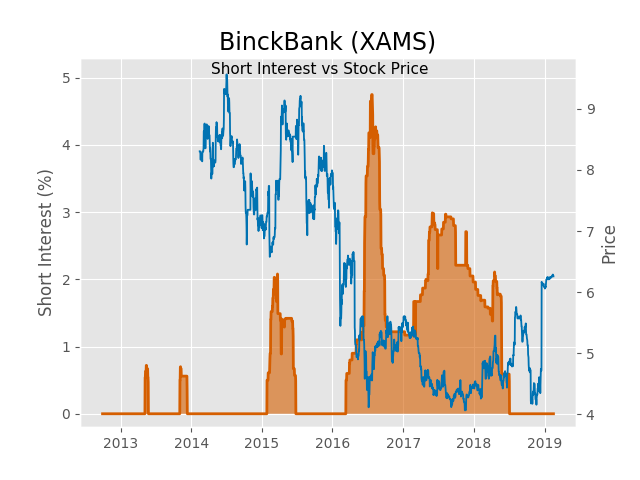 BinckBank (XAMS)
Short Interest vs Stock Price
Short Interest (%)
5
4
3
2
1
0
9
8
7
6
5
4
Price
2013 2014 2015 2016 2017 2018 2019